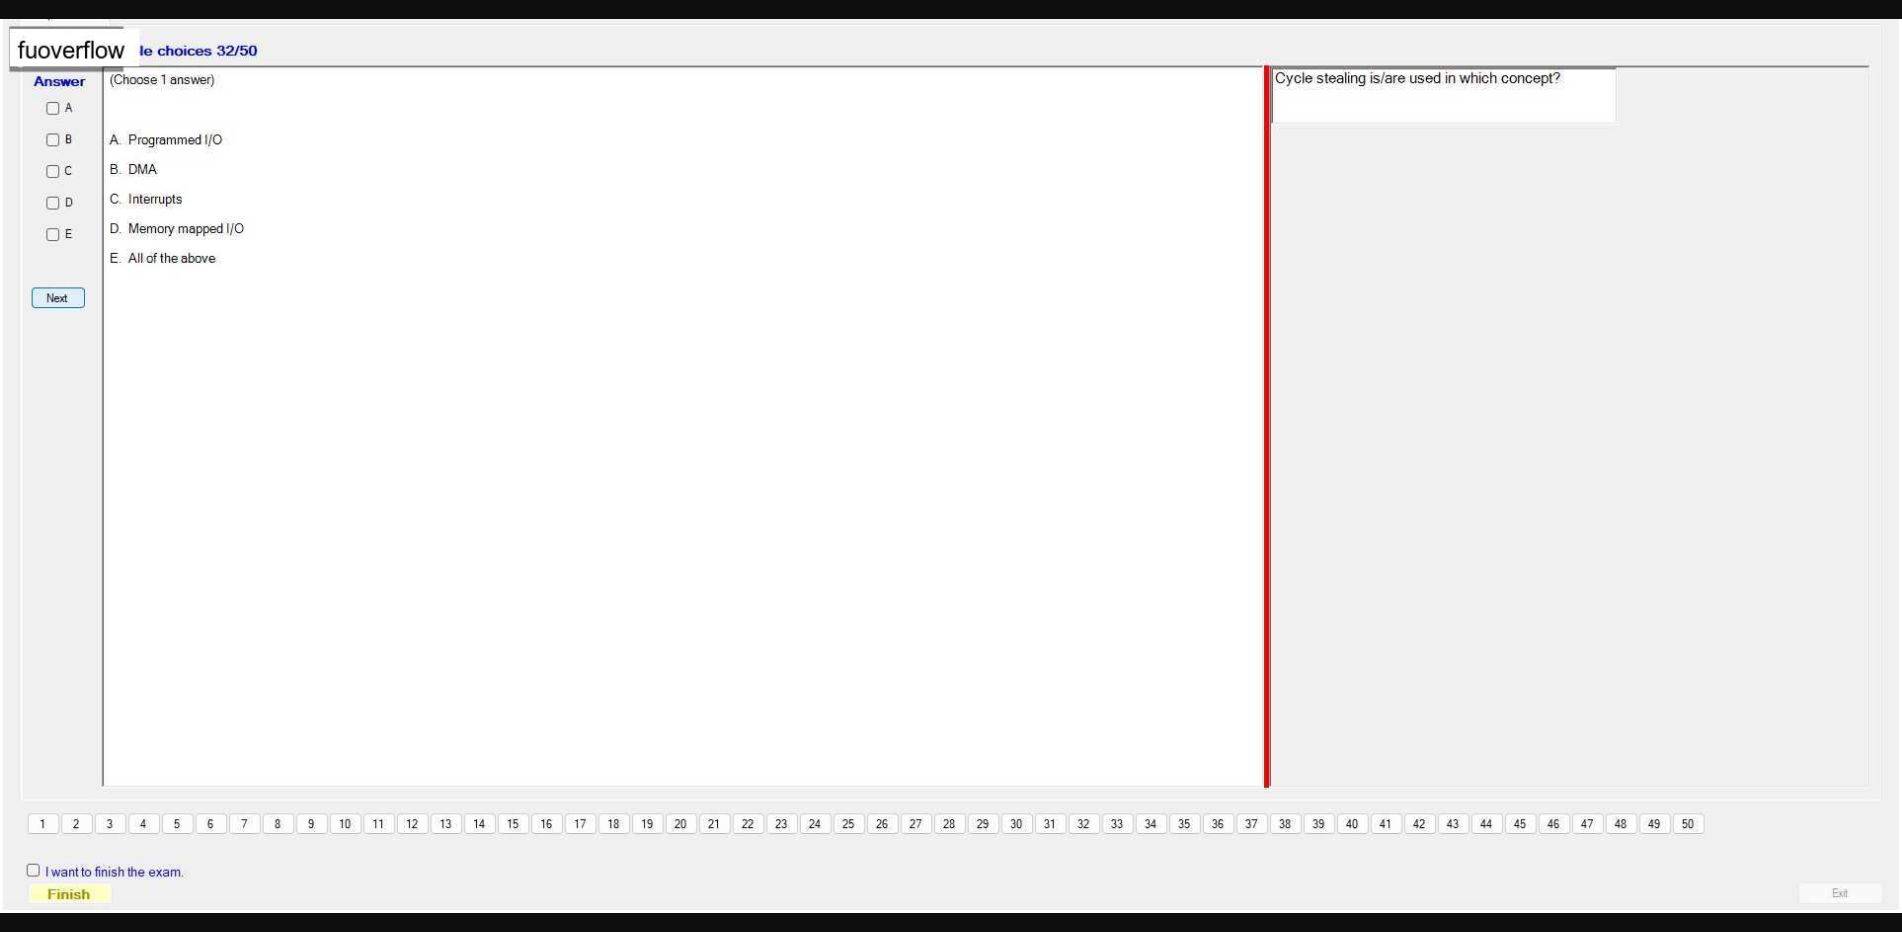 fuoverflow
le choices 32/50
Answer
(Choose 1 answer)
A
B
C
D
E
A. Programmed I/O
B. DMA
C. Interrupts
D. Memory mapped I/O
E. All of the above
Next
Cycle stealing is/are used in which concept?
1 2 3 4 5 6 7 8 9 10 11 12 13 14 15 16 17 18 19 20 21 22 23 24 25 26 27 28 29 30 31 32 33 34 35 36 37 38 39 40 41 42 43 44 45 46 47 48 49 50
I want to finish the exam.
Finish
Exit